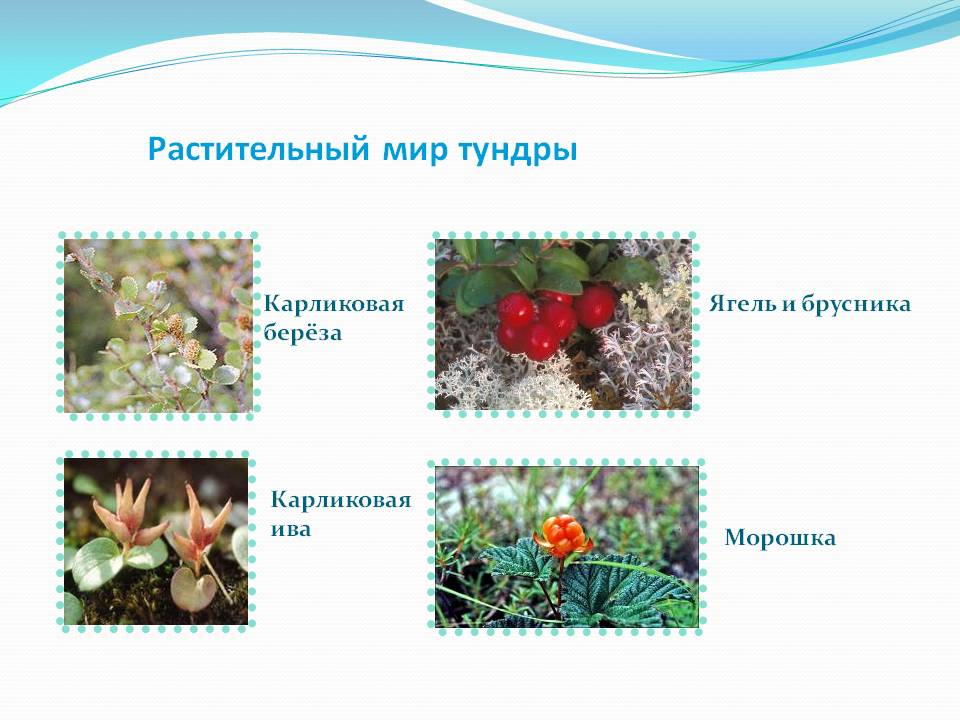 Растительный мир тундры
Карликовая
берёза
Ягель и брусника
Карликовая
ива
Морошка